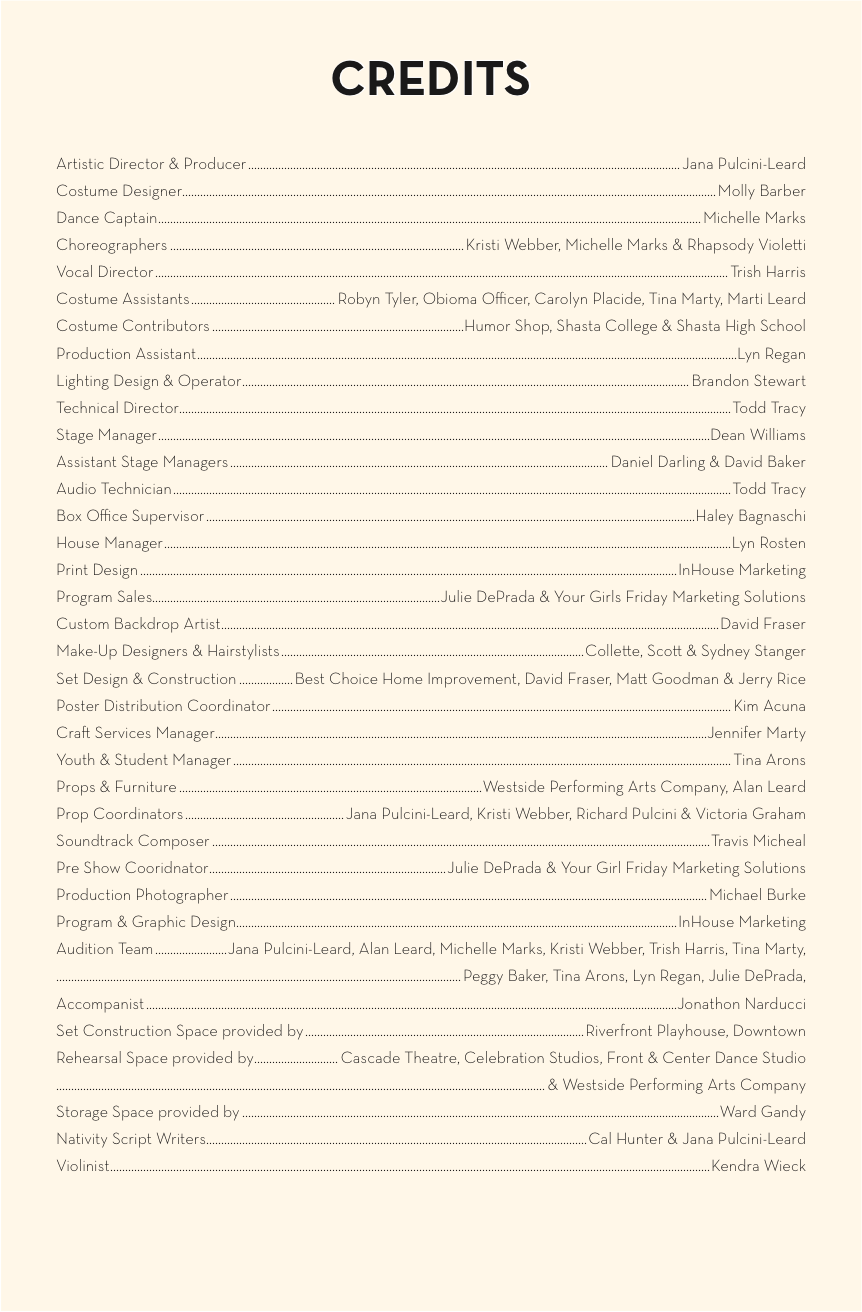 CREDITS
Artistic Director & Producer Jana Pulcini-Leard
Costume Designer Molly Barber
Dance Captain Michelle Marks
Choreographers Kristi Webber, Michelle Marks & Rhapsody Violetti
Vocal Director Trish Harris
Costume Assistants Robyn Tyler, Obioma Officer, Carolyn Placide, Tina Marty, Marti Leard
Costume Contributors Humor Shop, Shasta College & Shasta High School
Production Assistant Lyn Regan
Lighting Design & Operator Brandon Stewart
Technical Director Todd Tracy
Stage Manager Dean Williams
Assistant Stage Managers Daniel Darling & David Baker
Audio Technician Todd Tracy
Box Office Supervisor Haley Bagnaschi
House Manager Lyn Rosten
Print Design InHouse Marketing
Program Sales Julie DePrada & Your Girls Friday Marketing Solutions
Custom Backdrop Artist David Fraser
Make-Up Designers & Hairstylists Collette, Scott & Sydney Stanger
Set Design & Construction Best Choice Home Improvement, David Fraser, Matt Goodman & Jerry Rice
Poster Distribution Coordinator Kim Acuna
Craft Services Manager Jennifer Marty
Youth & Student Manager Tina Arons
Props & Furniture Westside Performing Arts Company, Alan Leard
Prop Coordinators Jana Pulcini-Leard, Kristi Webber, Richard Pulcini & Victoria Graham
Soundtrack Composer Travis Micheal
Pre Show Cooridnator Julie DePrada & Your Girl Friday Marketing Solutions
Production Photographer Michael Burke
Program & Graphic Design InHouse Marketing
Audition Team Jana Pulcini-Leard, Alan Leard, Michelle Marks, Kristi Webber, Trish Harris, Tina Marty,
Peggy Baker, Tina Arons, Lyn Regan, Julie DePrada,
Accompanist Jonathon Narducci
Set Construction Space provided by Riverfront Playhouse, Downtown
Rehearsal Space provided by Cascade Theatre, Celebration Studios, Front & Center Dance Studio
& Westside Performing Arts Company
Storage Space provided by Ward Gandy
Nativity Script Writers Cal Hunter & Jana Pulcini-Leard
Violinist Kendra Wieck